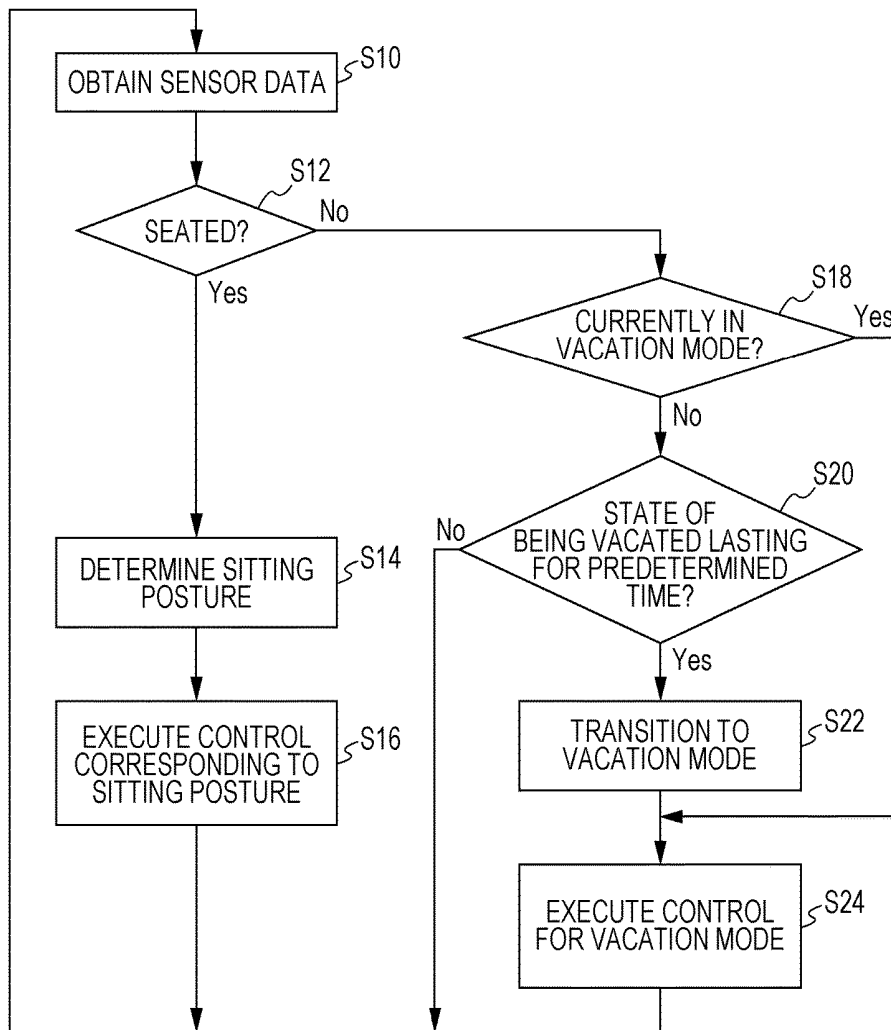 OBTAIN SENSOR DATA
S10
S12
SEATED?
No
Yes
S18
CURRENTLY IN
VACATION MODE?
Yes
No
S20
STATE OF
BEING VACATED LASTING
FOR PREDETERMINED
TIME?
No
Yes
DETERMINE SITTING
POSTURE
S14
EXECUTE CONTROL
CORRESPONDING TO
SITTING POSTURE
S16
TRANSITION TO
VACATION MODE
S22
EXECUTE CONTROL
FOR VACATION MODE
S24